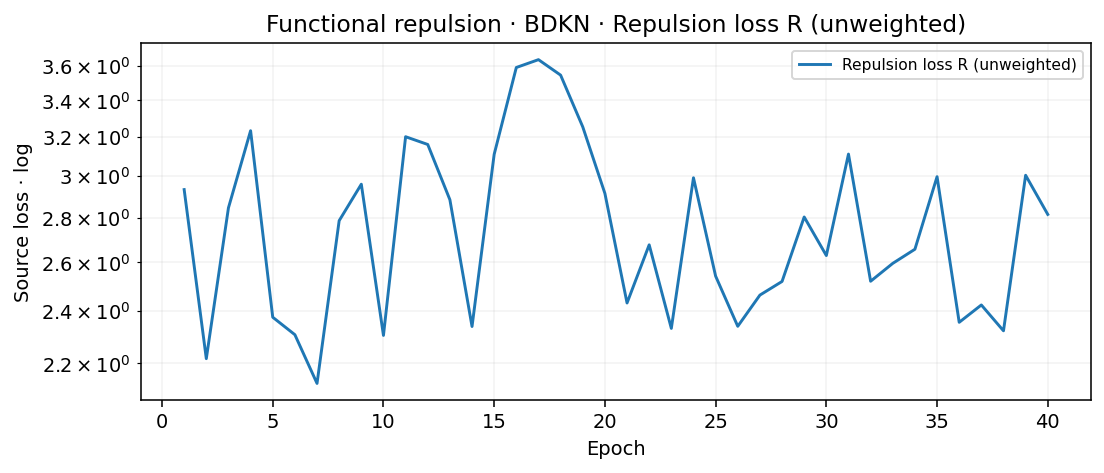 Functional repulsion · BDKN · Repulsion loss R (unweighted)
Repulsion loss R (unweighted)
Source loss · log
3.6 × 10⁰
3.4 × 10⁰
3.2 × 10⁰
3 × 10⁰
2.8 × 10⁰
2.6 × 10⁰
2.4 × 10⁰
2.2 × 10⁰
0 5 10 15 20 25 30 35 40
Epoch